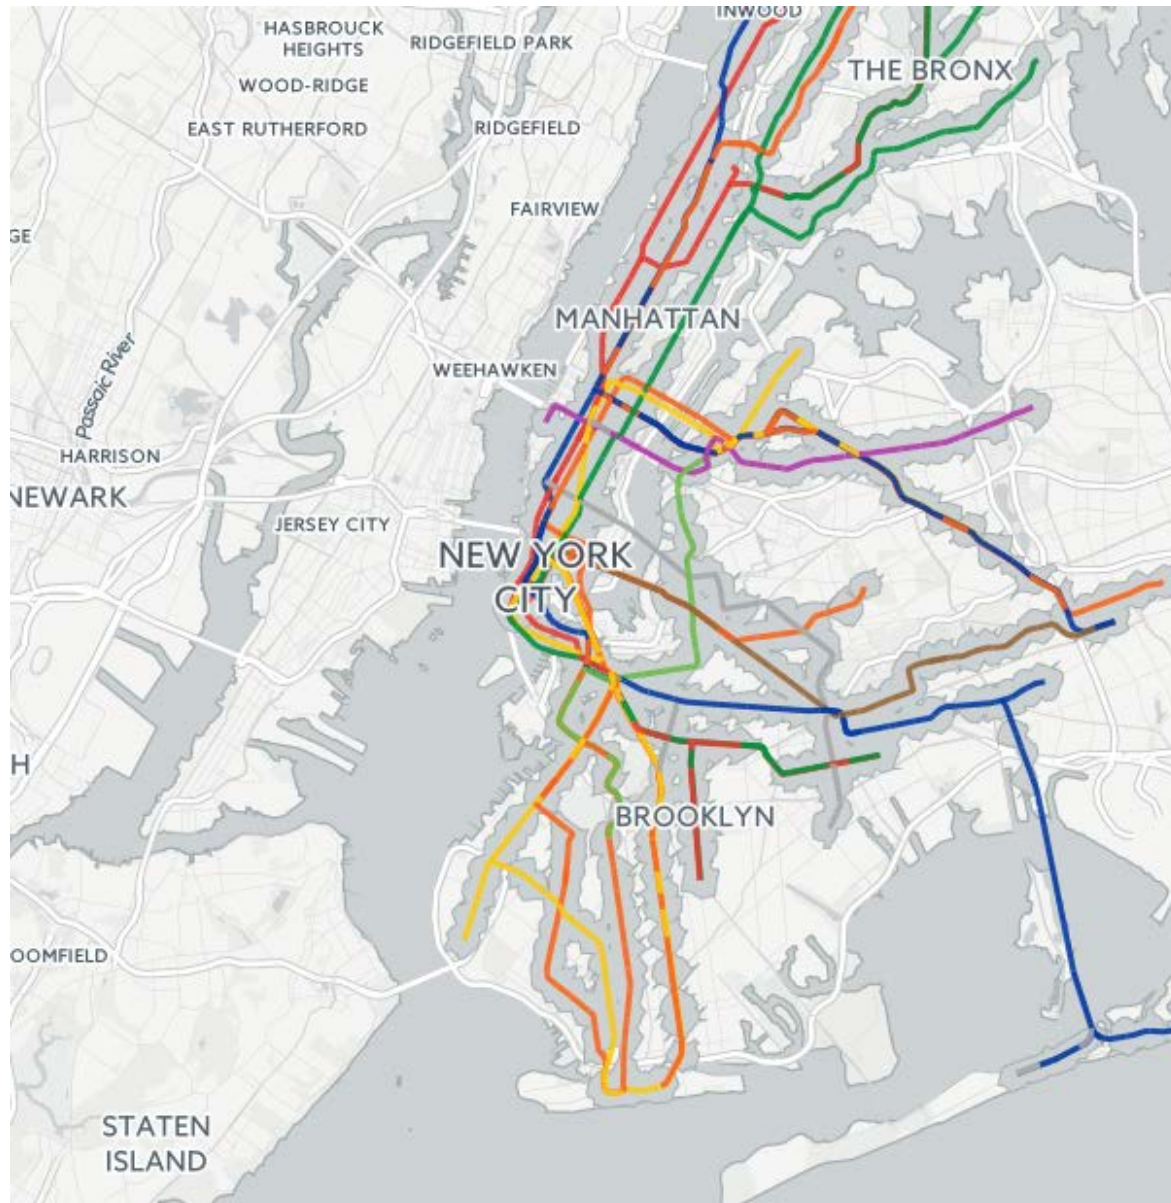 INWOOD
HASBROUCK
HEIGHTS
RIDGEFIELD PARK
THE BRONX
WOOD-RIDGE
EAST RUTHERFORD
RIDGEFIELD
FAIRVIEW
GE
MANHATTAN
Passaic River
WEEHAWKEN
HARRISON
NEWARK
JERSEY CITY
NEW YORK
CITY
H
BROOKLYN
OOMFIELD
STATEN
ISLAND